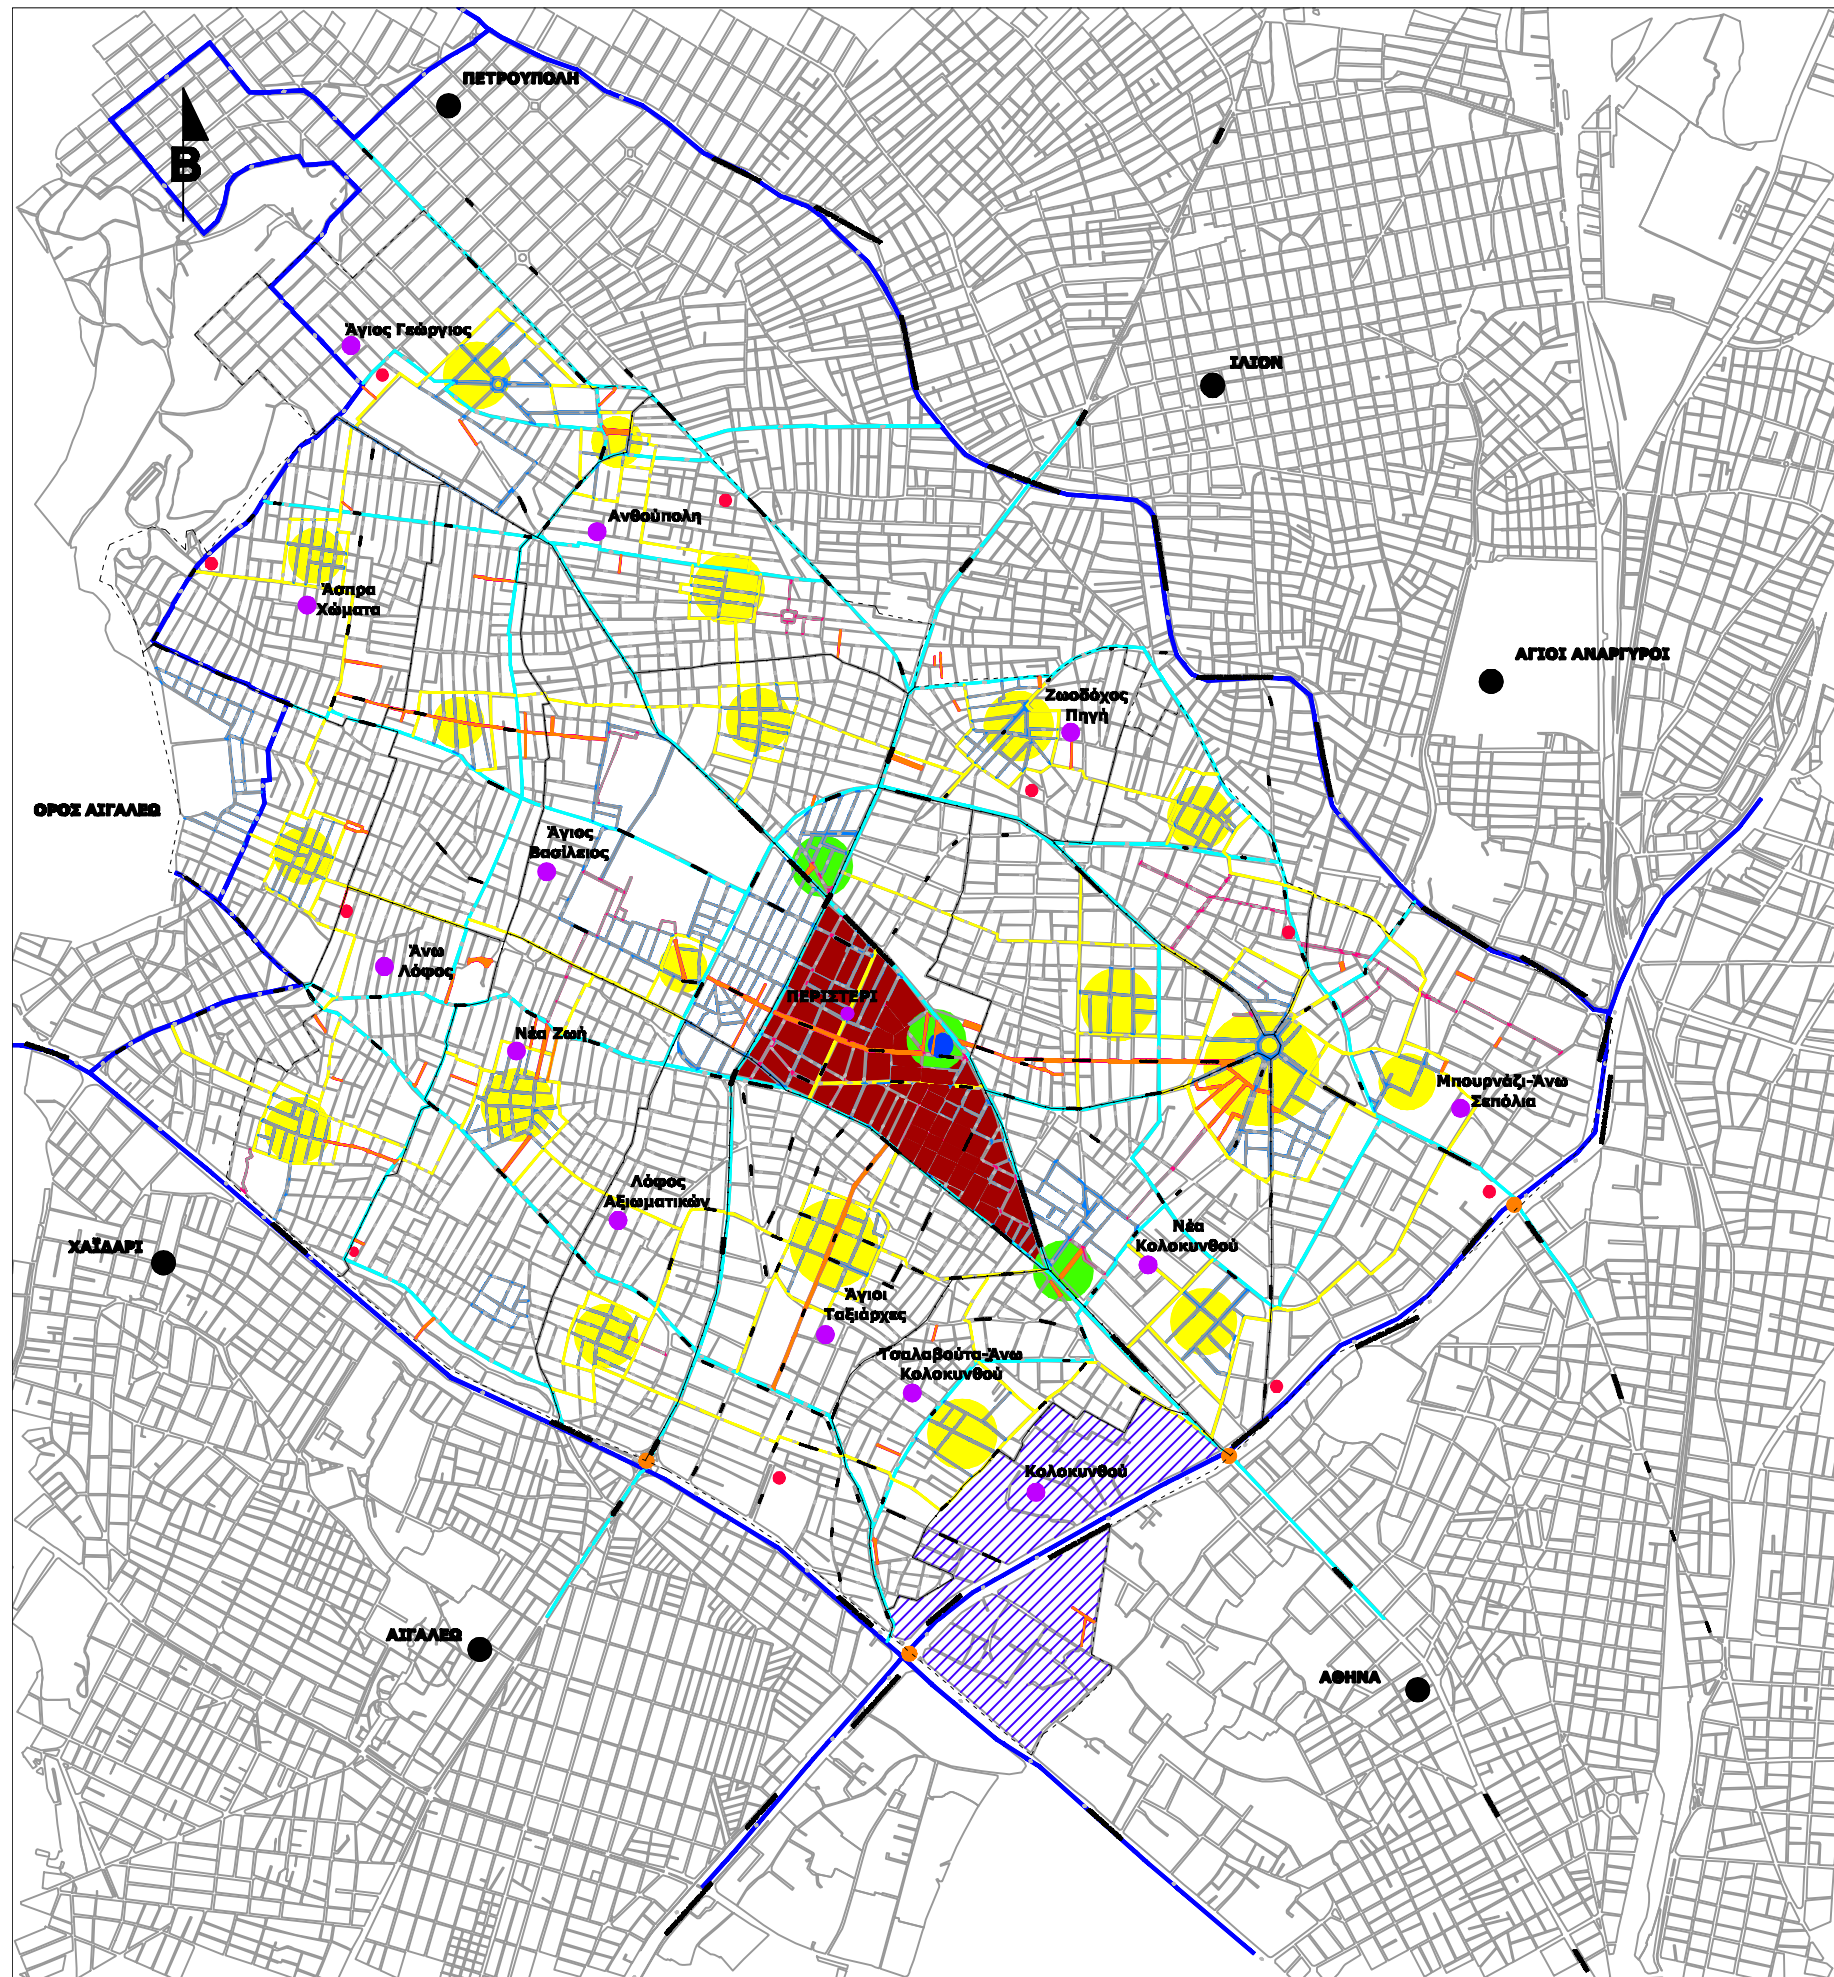 ΠΕΤΡΟΥΠΟΛΗ
Β
Άγιος Γεώργιος
ΙΛΙΟΝ
Ανθούπολη
Άσπρα
Χώματα
ΑΓΙΟΙ ΑΝΑΡΓΥΡΟΙ
Ζωοδόχος
Πηγή
ΟΡΟΣ ΑΙΓΑΛΕΩ
Άγιος
Βασίλειος
Άνω
Λόφος
ΠΕΡΙΣΤΕΡΙ
Νέα Ζωή
Μπουρνάζι-Άνω
Σεπόλια
Λόφος
Αξιωματικών
Νέα
Κολοκυνθού
ΧΑΪΔΑΡΙ
Άγιοι
Ταξιάρχες
Τσαλαβούτα-Άνω
Κολοκυνθού
Κολοκυνθού
ΑΙΓΑΛΕΩ
ΑΘΗΝΑ